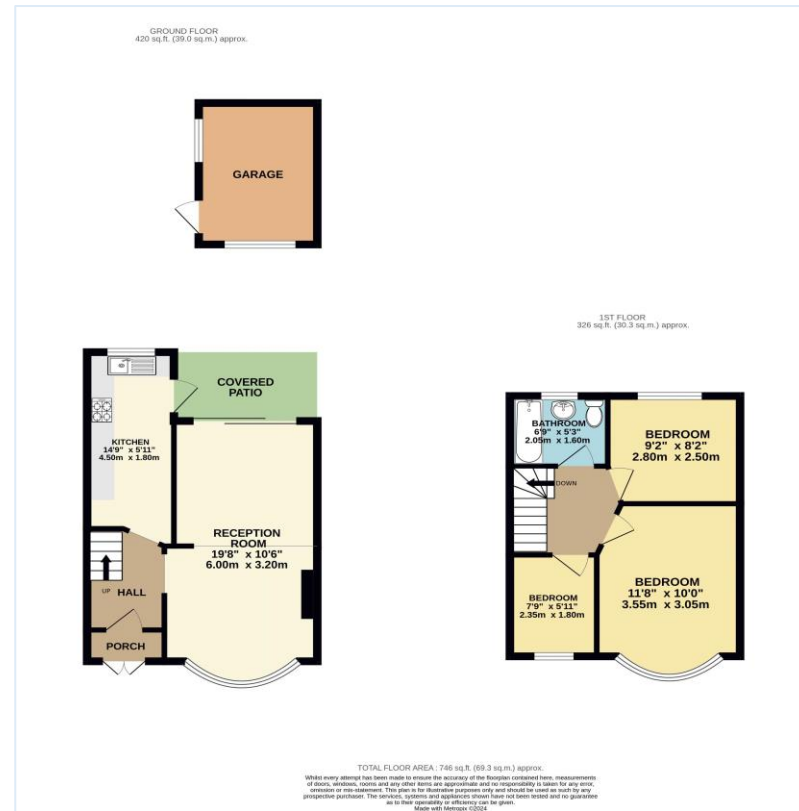 GROUND FLOOR
420 sq.ft. (39.0 sq.m.) approx.
GARAGE
1ST FLOOR
326 sq.ft. (30.3 sq.m.) approx.
COVERED
PATIO
KITCHEN
14'9" x 5'11"
4.50m x 1.80m
RECEPTION
ROOM
19'8" x 10'6"
6.00m x 3.20m
UP
HALL
PORCH
BATHROOM
6'9" x 5'3"
2.05m x 1.60m
BEDROOM
9'2" x 8'2"
2.80m x 2.50m
DOWN
BEDROOM
11'8" x 10'0"
3.55m x 3.05m
BEDROOM
7'9" x 5'11"
2.35m x 1.80m
TOTAL FLOOR AREA : 746 sq.ft. (69.3 sq.m.) approx.
Whilst every attempt has been made to ensure the accuracy of the floorplan contained here, measurements
of doors, windows, rooms and any other items are approximate and no responsibility is taken for any error,
omission or mis-statement. This plan is for illustrative purposes only and should be used as such by any
prospective purchaser. The services, systems and appliances shown have not been tested and no guarantee
as to their operability or efficiency can be given.
Made with Metropix ©2024